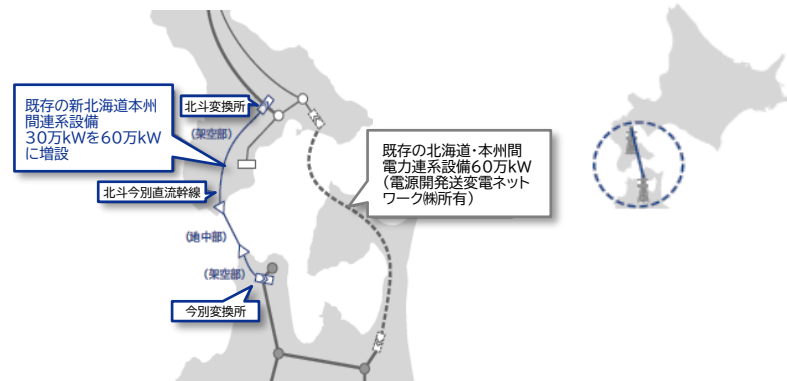 既存の新北海道本州
間連系設備
30万kWを60万kW
に増設
北斗変換所
(架空部)
北斗今別直流幹線
(地中部)
(架空部)
今別変換所
既存の北海道・本州間
電力連系設備60万kW
（電源開発送変電ネット
ワーク㈱所有）